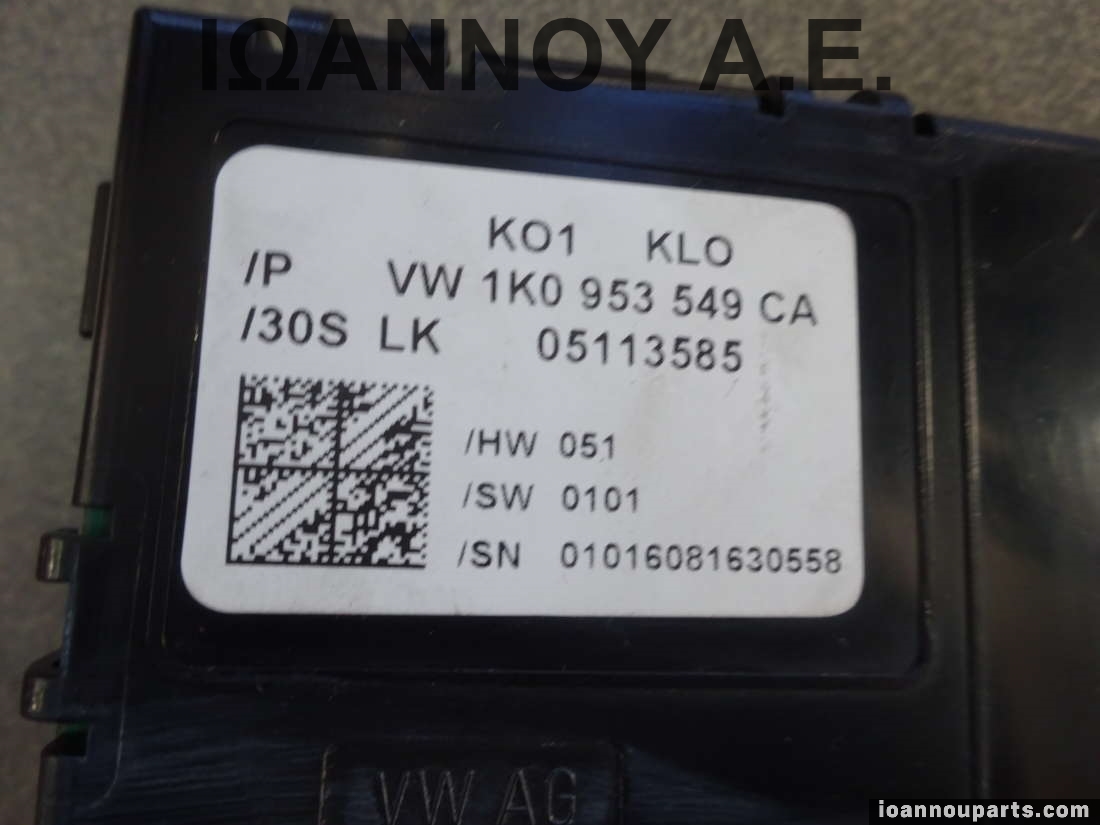 ΙΩΑΝΝΟΥ Α.Ε.
KO1 KLO
/P VW 1K0 953 549 CA
/30S LK 05113585
/HW 051
/SW 0101
/SN 01016081630558
VW AG
ioannouparts.com